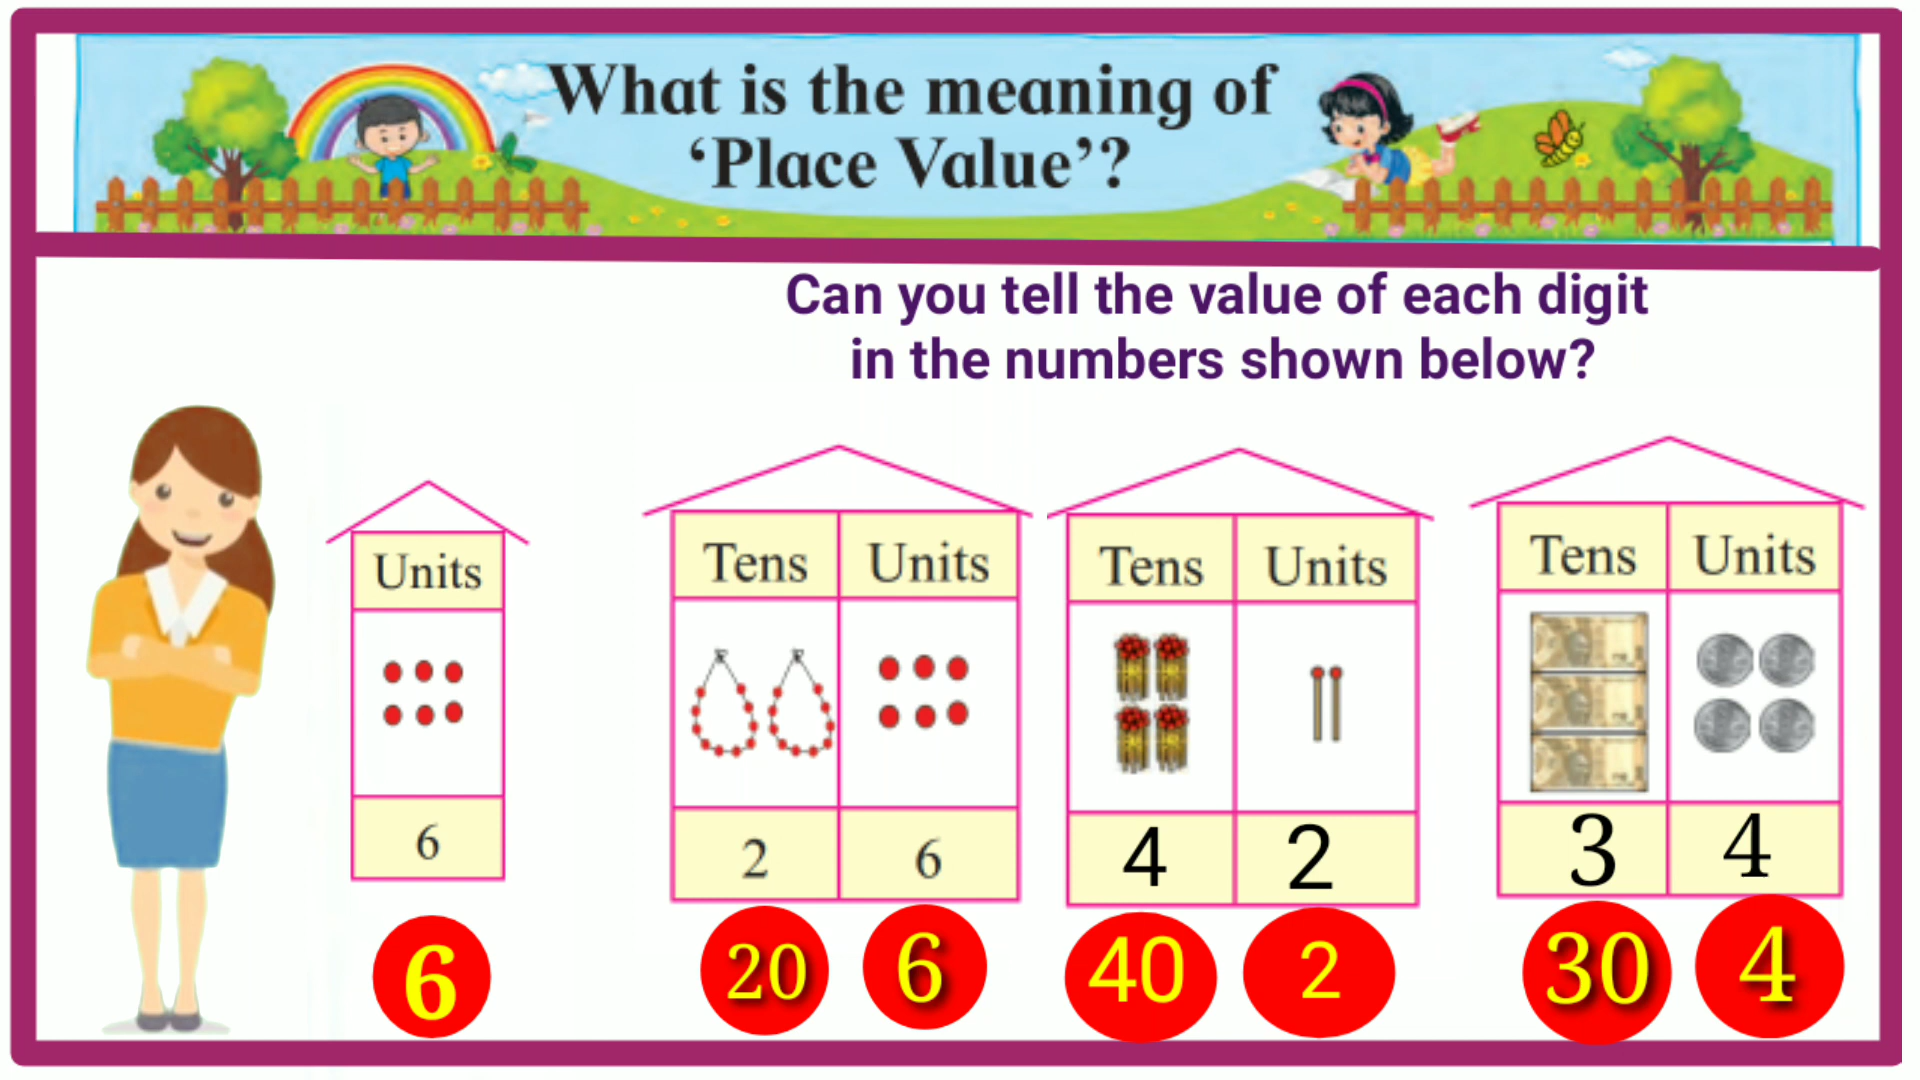 What is the meaning of
‘Place Value’?
Can you tell the value of each digit
in the numbers shown below?
Units
6
6
Tens Units
2 6
20 6
Tens Units
4 2
40 2
Tens Units
3 4
30 4